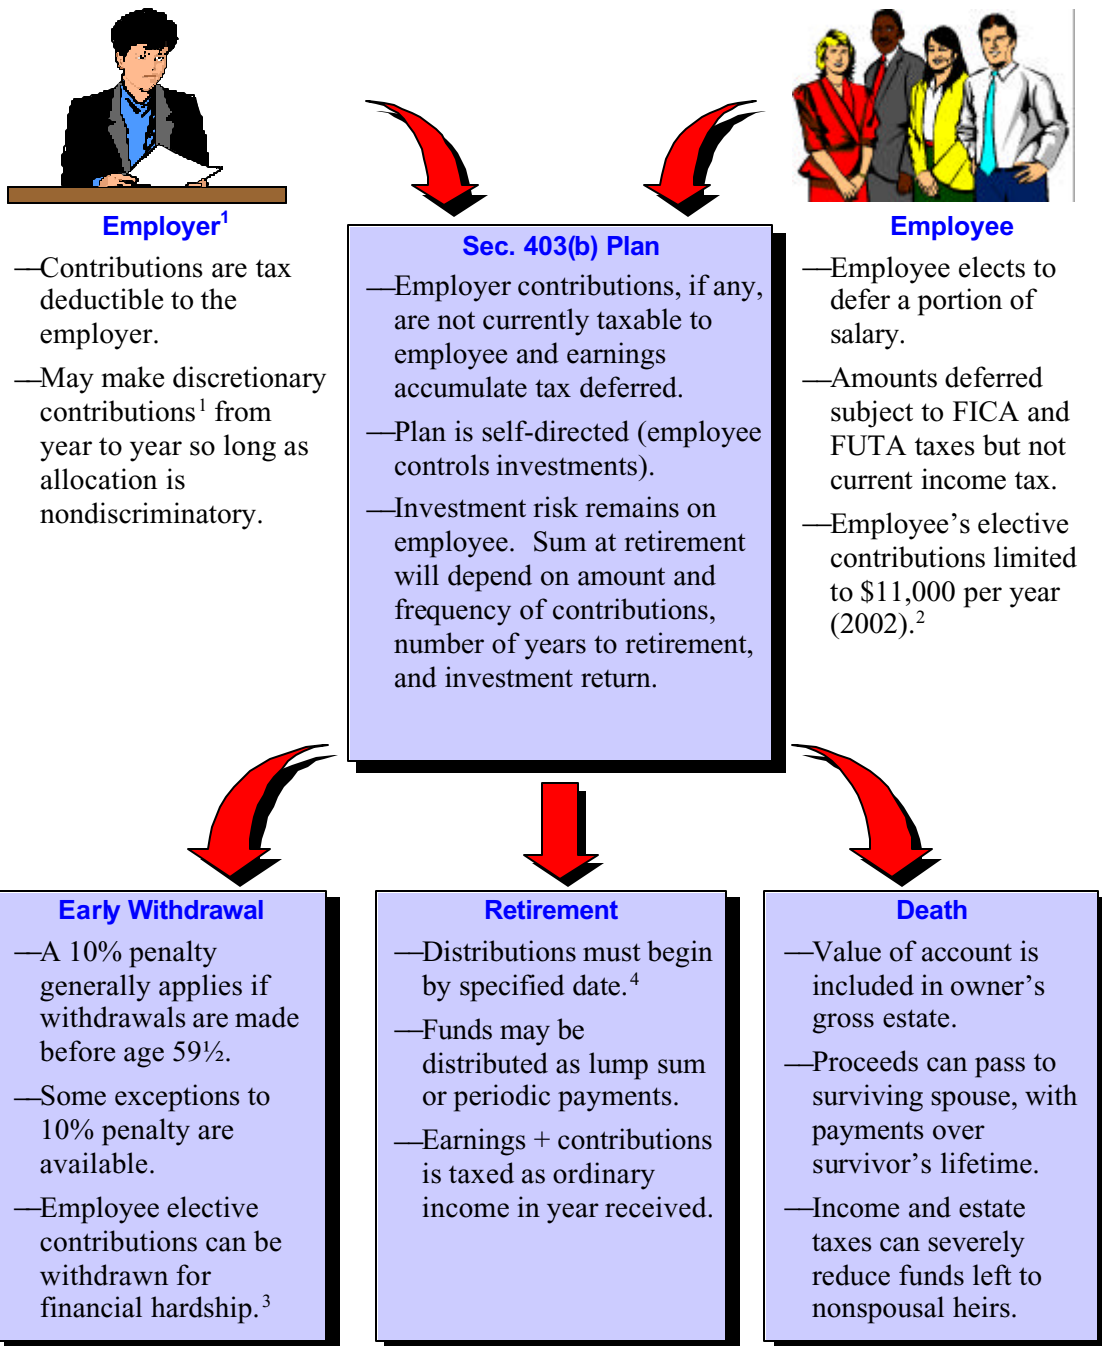 Employer1
—Contributions are tax
deductible to the
employer.
—May make discretionary
contributions1 from
year to year so long as
allocation is
nondiscriminatory.
Sec. 403(b) Plan
—Employer contributions, if any,
are not currently taxable to
employee and earnings
accumulate tax deferred.
—Plan is self-directed (employee
controls investments).
—Investment risk remains on
employee.  Sum at retirement
will depend on amount and
frequency of contributions,
number of years to retirement,
and investment return.
Employee
—Employee elects to
defer a portion of
salary.
—Amounts deferred
subject to FICA and
FUTA taxes but not
current income tax.
—Employee’s elective
contributions limited
to $11,000 per year
(2002).2
Early Withdrawal
—A 10% penalty
generally applies if
withdrawals are made
before age 59½.
—Some exceptions to
10% penalty are
available.
—Employee elective
contributions can be
withdrawn for
financial hardship.3
Retirement
—Distributions must begin
by specified date.4
—Funds may be
distributed as lump sum
or periodic payments.
—Earnings + contributions
is taxed as ordinary
income in year received.
Death
—Value of account is
included in owner’s
gross estate.
—Proceeds can pass to
surviving spouse, with
payments over
survivor’s lifetime.
—Income and estate
taxes can severely
reduce funds left to
nonspousal heirs.